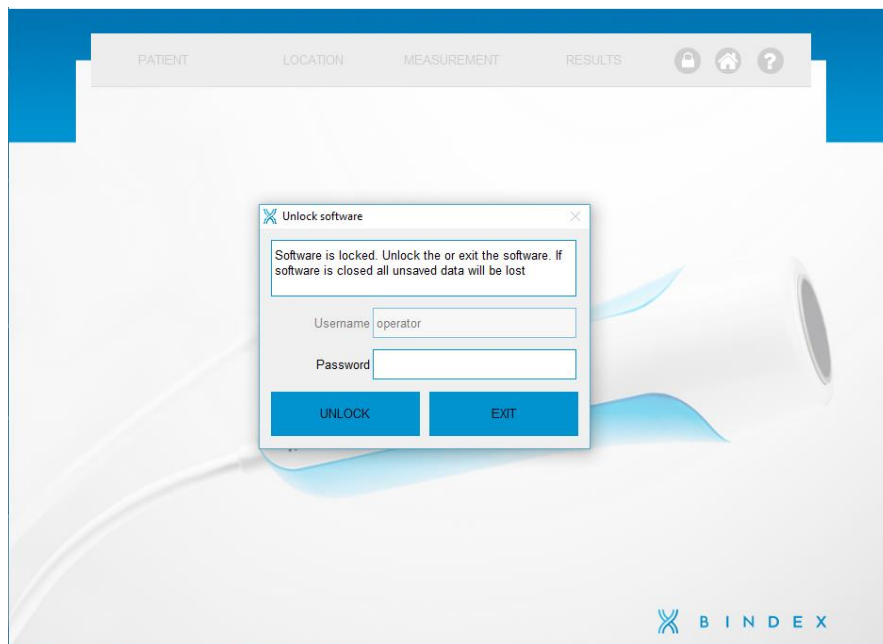 PATIENT LOCATION MEASUREMENT RESULTS ?
Unlock software
Software is locked. Unlock the or exit the software. If
software is closed all unsaved data will be lost
Username operator
Password
UNLOCK EXIT
BINDEX